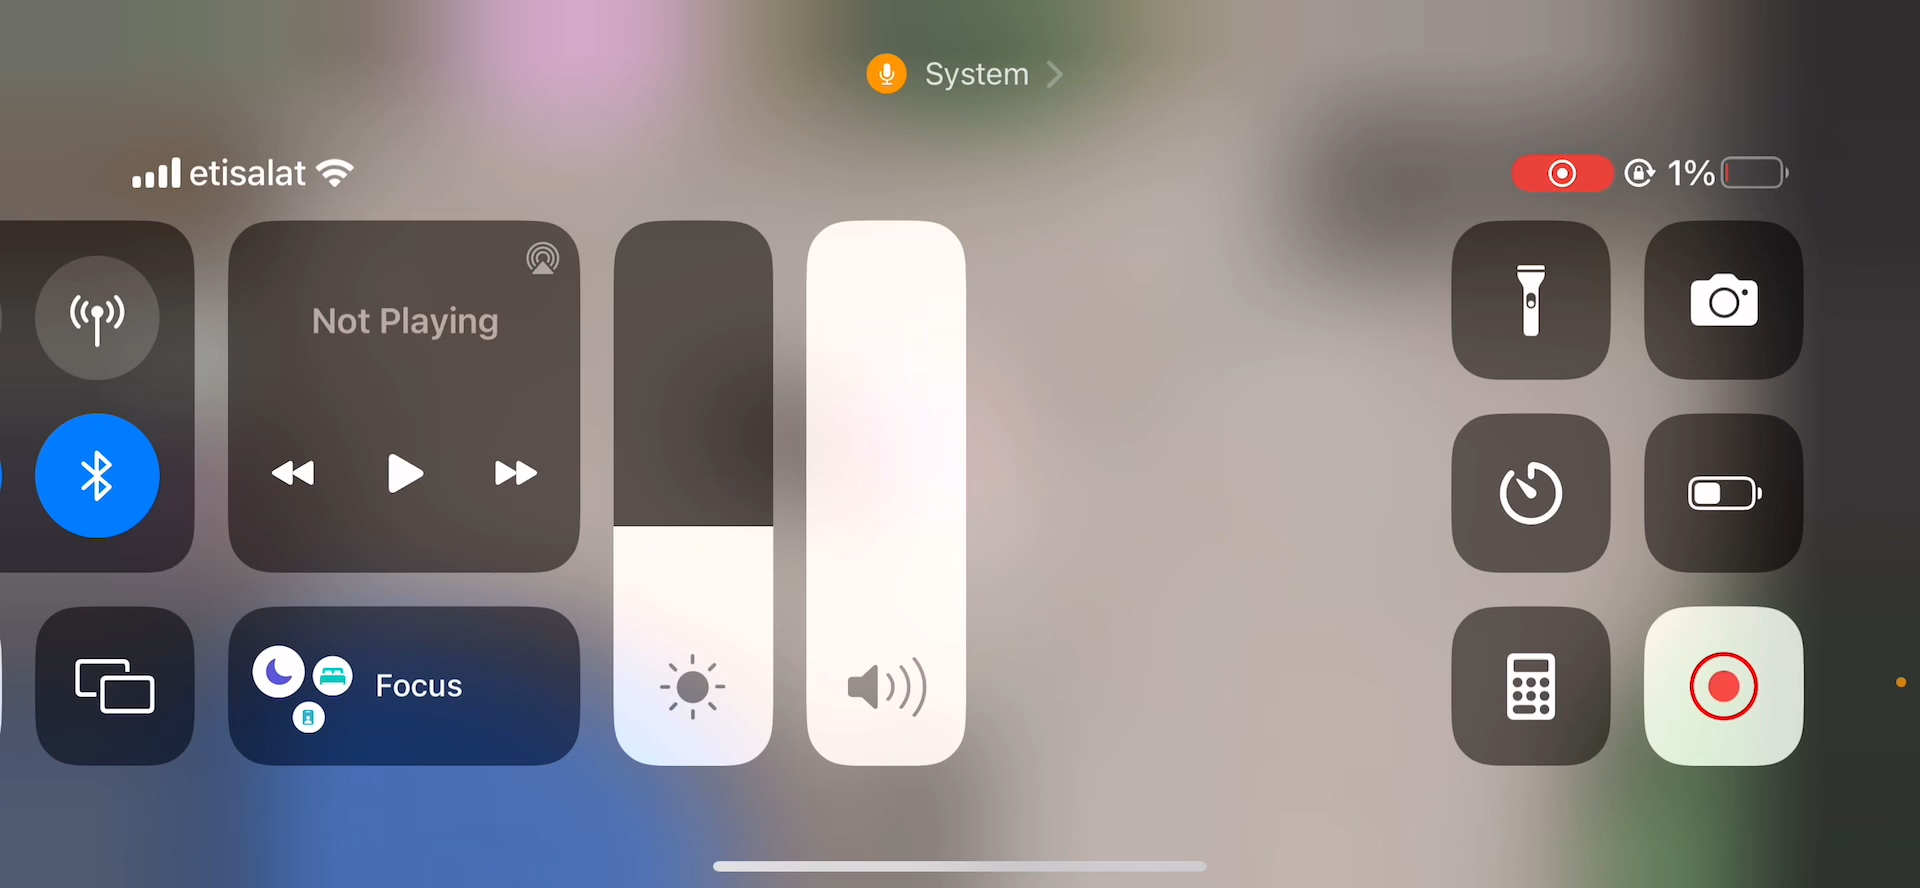 System
etisalat
1%
Not Playing
Focus